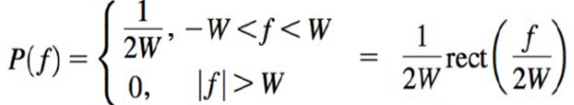 P(f) = { 1/2W, −W < f < W = 1/2W rect(f/2W)
0, |f| > W